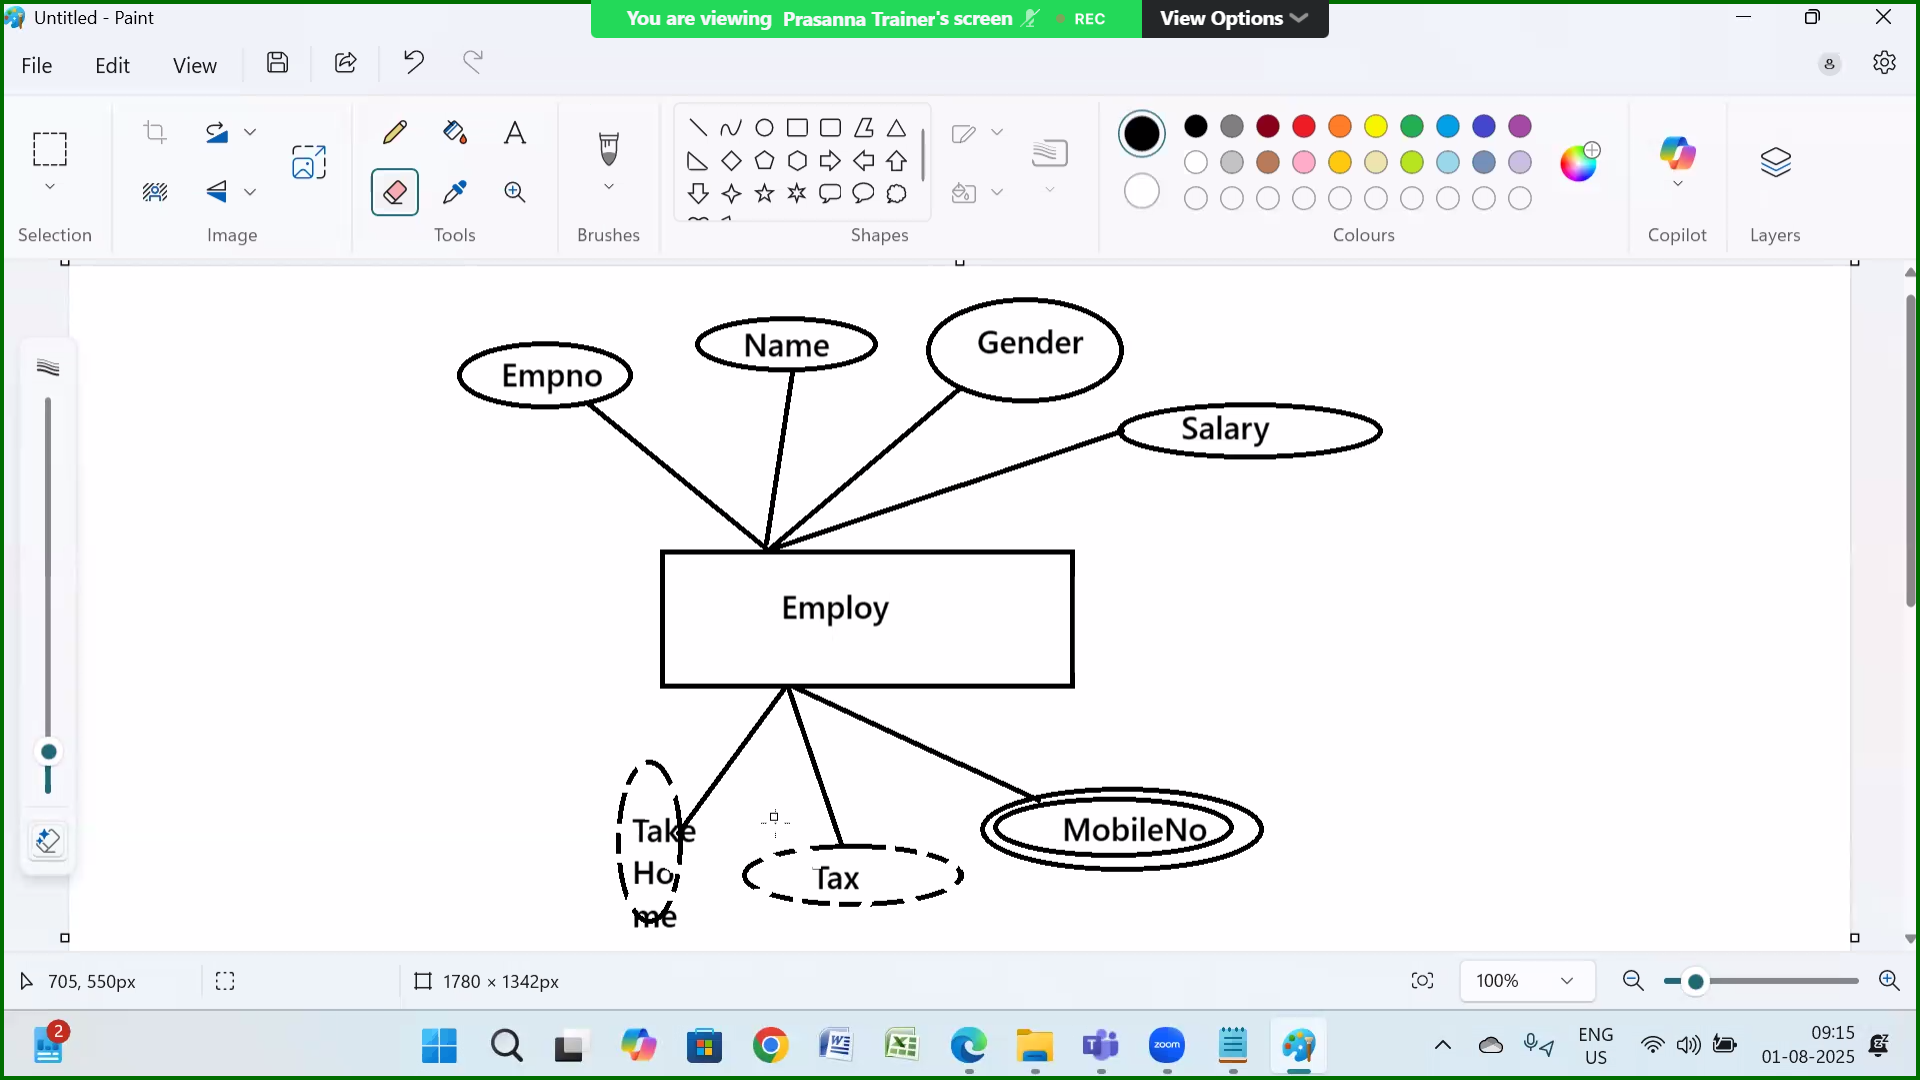 Untitled - Paint
You are viewing Prasanna Trainer's screen
REC
View Options
File
Edit
View
Selection
Image
Tools
Brushes
Shapes
Colours
Copilot
Layers
Name
Gender
Empno
Salary
Employ
Take
Ho
me
Tax
MobileNo
705, 550px
1780 × 1342px
100%
2
zoom
ENG
US
09:15
01-08-2025